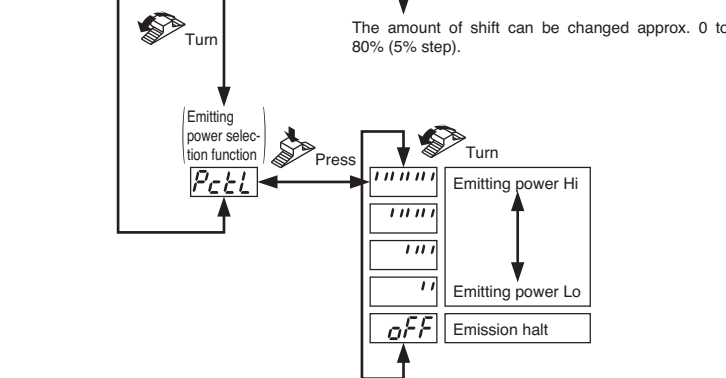 The amount of shift can be changed approx. 0 to
80% (5% step).
Turn
Emitting
power selec-
tion function
Press
Turn
Pctl
Emitting power Hi
Emitting power Lo
oFF
Emission halt